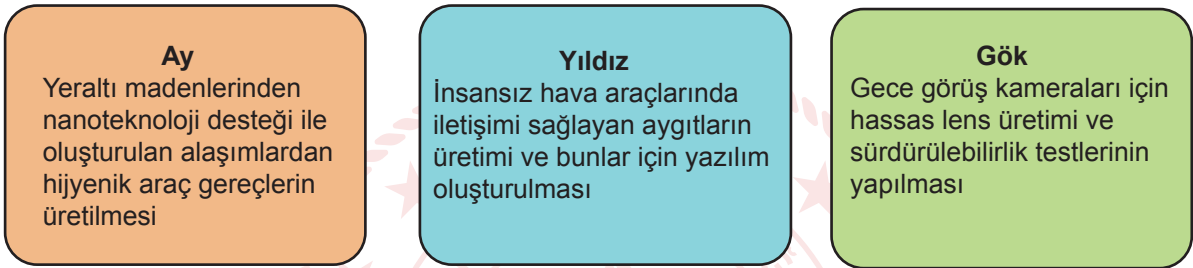 Ay
Yeraltı madenlerinden
nanoteknoloji desteği ile
oluşturulan alaşımlardan
hijyenik araç gereçlerin
üretilmesi
Yıldız
İnsansız hava araçlarında
iletişimi sağlayan aygıtların
üretimi ve bunlar için yazılım
oluşturulması
Gök
Gece görüş kameraları için
hassas lens üretimi ve
sürdürülebilirlik testlerinin
yapılması